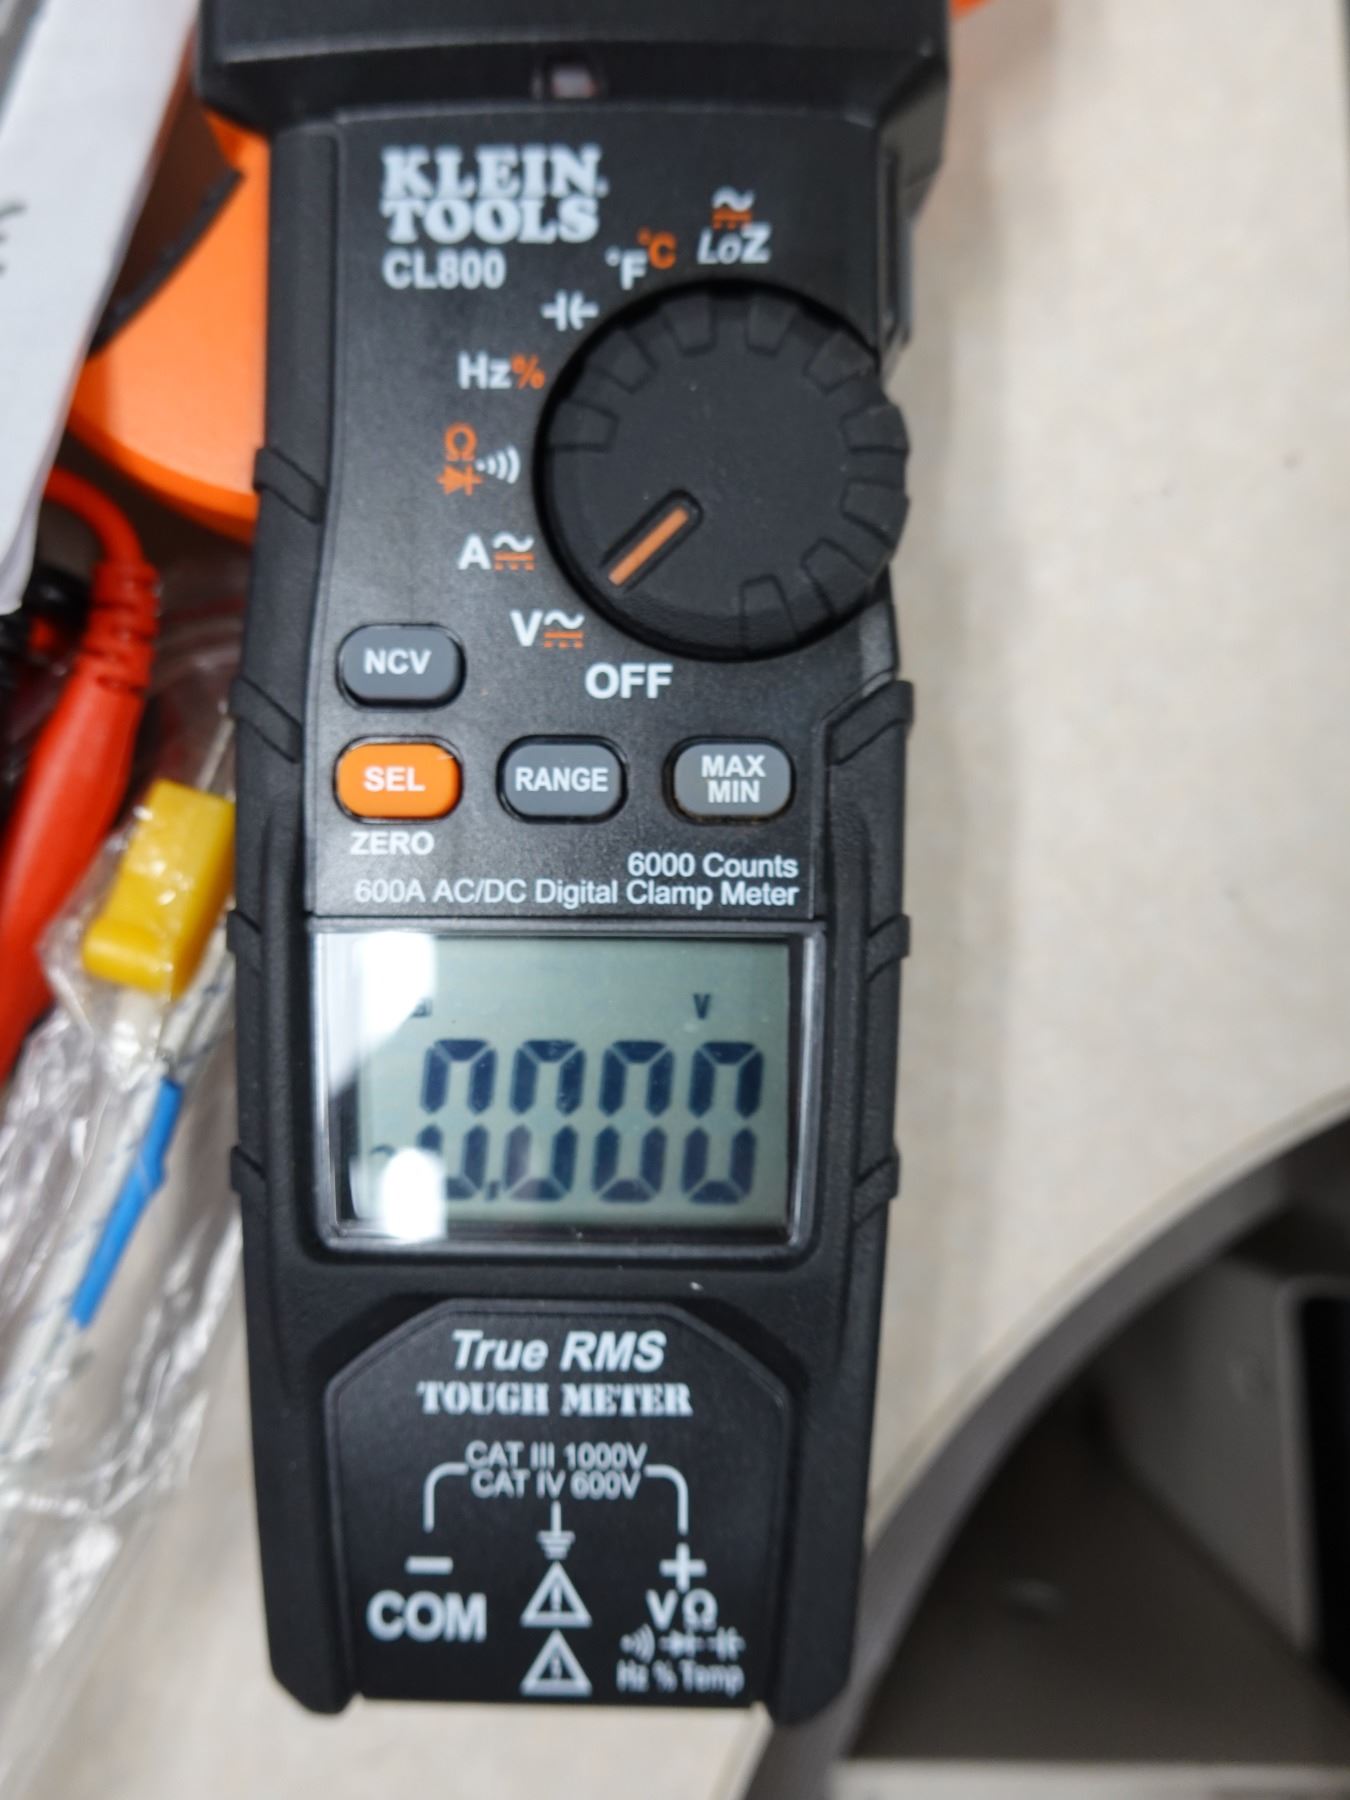 KLEIN
TOOLS
CL800
LoZ
°F°C
Hz%
Ω
A
V
OFF
NCV
SEL
RANGE
MAX
MIN
ZERO
6000 Counts
600A AC/DC Digital Clamp Meter
V
0.000
True RMS
TOUGH METER
CAT III 1000V
CAT IV 600V
− +
COM
VΩ
Hz % Temp